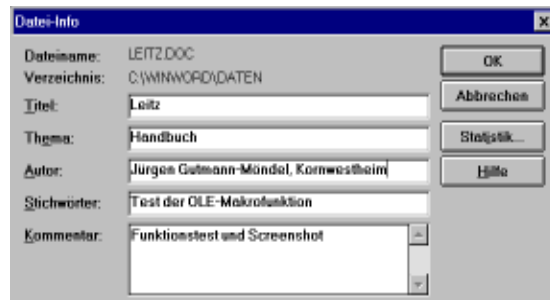 Datei-Info
Dateiname: LEITZ.DOC
Verzeichnis: C:\WINWORD\DATEN
Titel: Leitz
Thema: Handbuch
Autor: Jürgen Gutmann-Möndel, Kornwestheim
Stichwörter: Test der OLE-Makrofunktion
Kommentar: Funktionstest und Screenshot
OK
Abbrechen
Statistik...
Hilfe